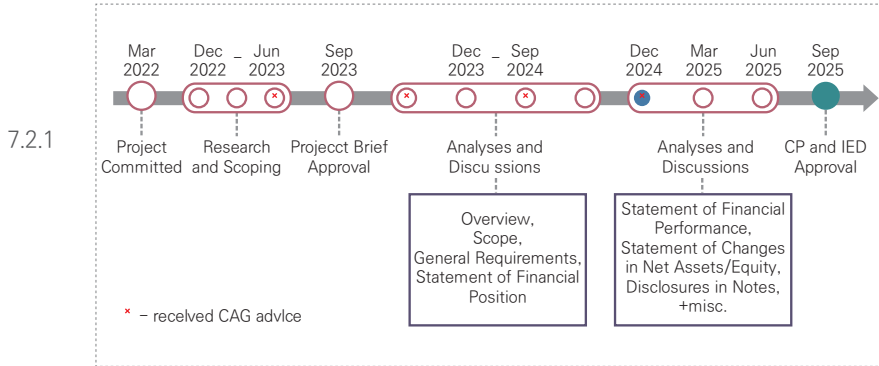 7.2.1
Mar
2022
Dec – Jun
2022 2023
Sep
2023
Dec – Sep
2023 2024
Dec
2024
Mar
2025
Jun
2025
Sep
2025
Project
Committed
Research
and Scoping
Projecct Brief
Approval
Analyses and
Discu ssions
Analyses and
Discussions
CP and IED
Approval
Overview,
Scope,
General Requirements,
Statement of Financial
Position
Statement of Financial
Performance,
Statement of Changes
in Net Assets/Equity,
Disclosures in Notes,
+misc.
× – recelved CAG advlce